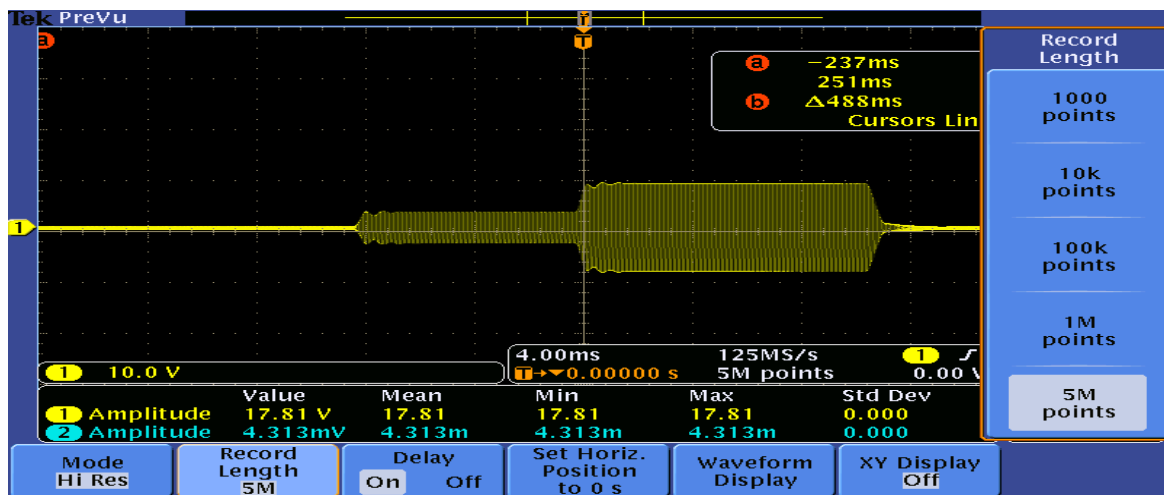 Tek PreVu
T
a
T
a −237ms
251ms
b Δ488ms
Cursors Lin
1
1 10.0 V
4.00ms 125MS/s 1
T→▼0.00000 s 5M points 0.00 V
Value Mean Min Max Std Dev
1 Amplitude 17.81 V 17.81 17.81 17.81 0.000
2 Amplitude 4.313mV 4.313m 4.313m 4.313m 0.000
Record
Length
1000
points
10k
points
100k
points
1M
points
5M
points
Mode
Hi Res
Record
Length
5M
Delay
On Off
Set Horiz.
Position
to 0 s
Waveform
Display
XY Display
Off